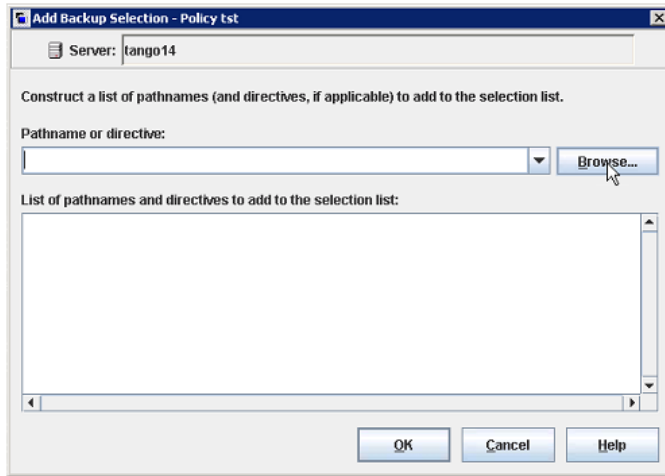 Add Backup Selection - Policy tst
Server: tango14
Construct a list of pathnames (and directives, if applicable) to add to the selection list.
Pathname or directive:
Browse...
List of pathnames and directives to add to the selection list:
OK Cancel Help